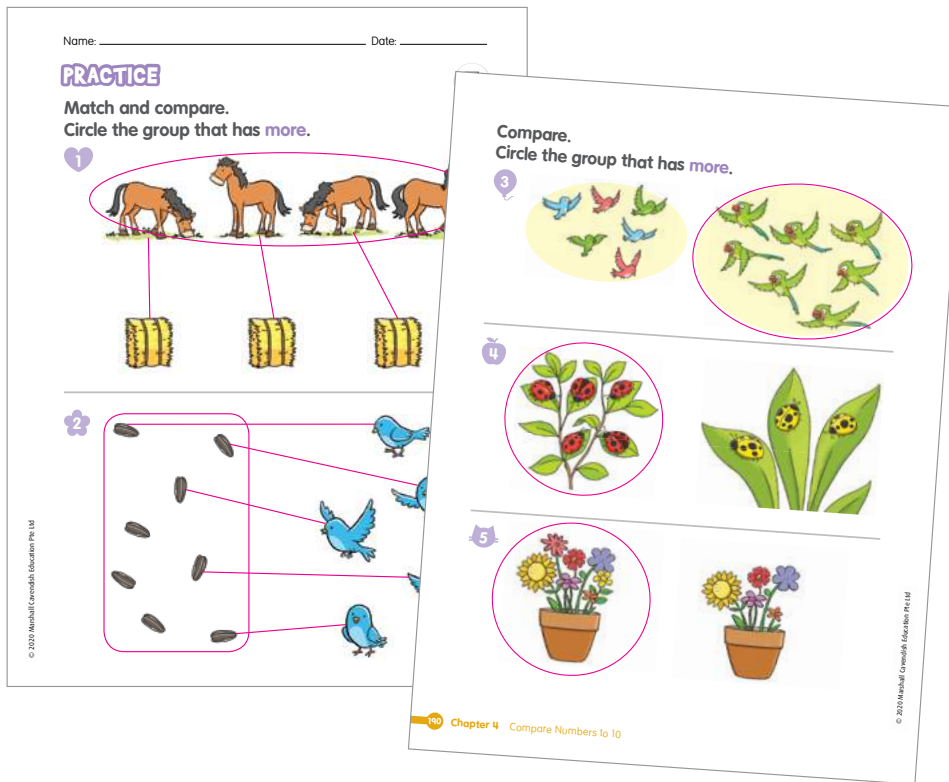 Name: Date:
PRACTICE
Match and compare.
Circle the group that has more.
1
2
© 2020 Marshall Cavendish Education Pte Ltd
Compare.
Circle the group that has more.
3
4
5
© 2020 Marshall Cavendish Education Pte Ltd
190 Chapter 4 Compare Numbers to 10